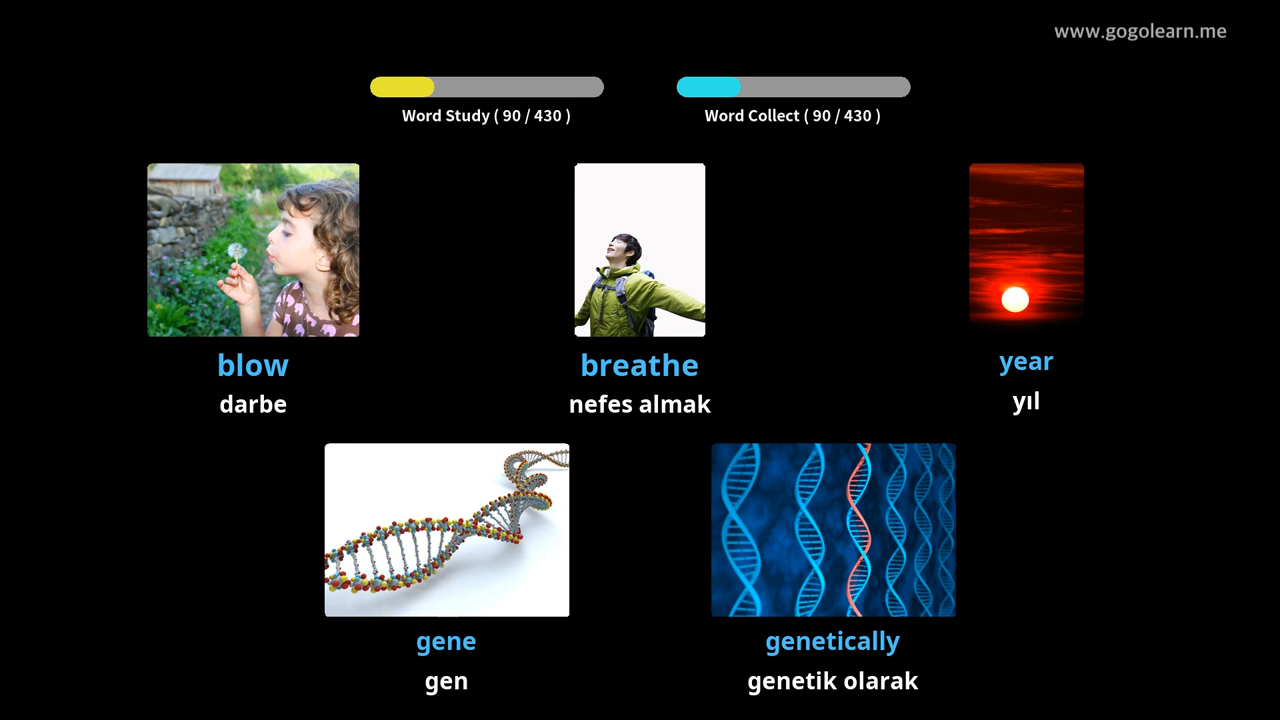 www.gogolearn.me
Word Study ( 90 / 430 )
Word Collect ( 90 / 430 )
blow
darbe
breathe
nefes almak
year
yıl
gene
gen
genetically
genetik olarak